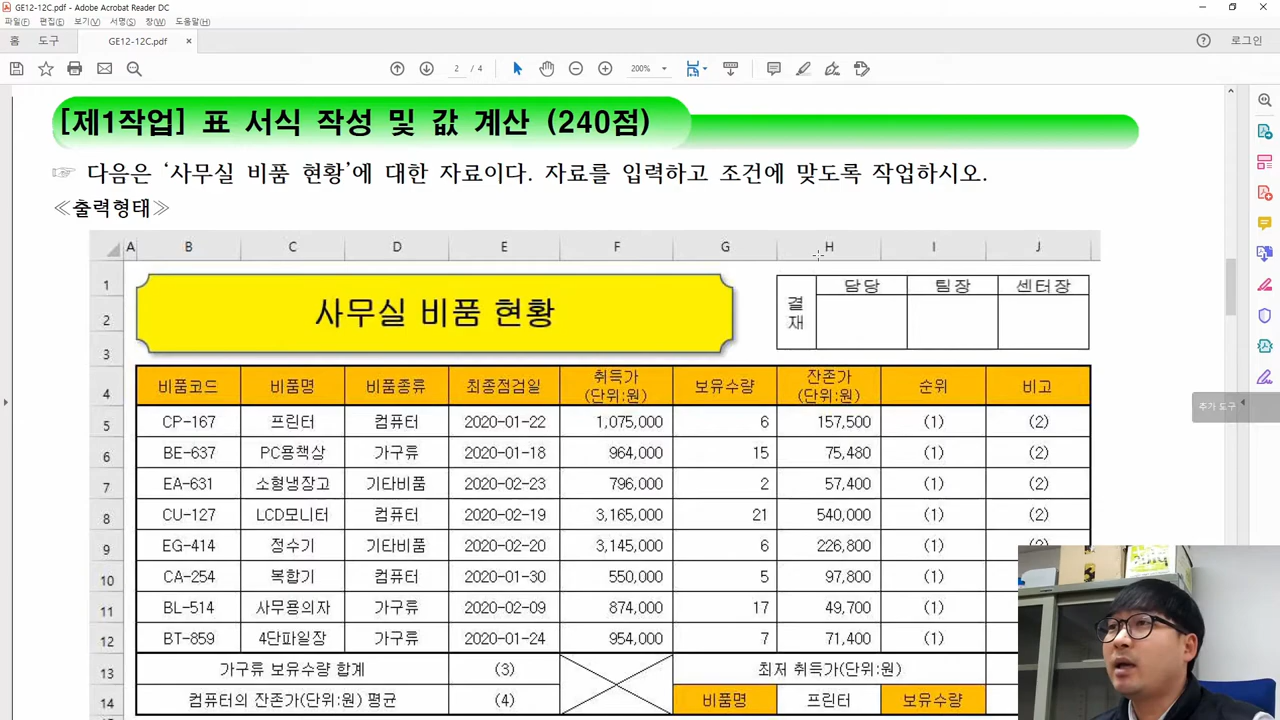 GE12-12C.pdf - Adobe Acrobat Reader DC
파일(F) 편집(E) 보기(V) 서명(S) 창(W) 도움말(H)
홈 도구 GE12-12C.pdf × 로그인
2 / 4 200%
[제1작업] 표 서식 작성 및 값 계산 (240점)
☞ 다음은 ‘사무실 비품 현황’에 대한 자료이다. 자료를 입력하고 조건에 맞도록 작업하시오.
≪출력형태≫
A B C D E F G H I J
1 담당 팀장 센터장
2 사무실 비품 현황 결재
3
4 비품코드 비품명 비품종류 최종점검일 취득가(단위:원) 보유수량 잔존가(단위:원) 순위 비고
5 CP-167 프린터 컴퓨터 2020-01-22 1,075,000 6 157,500 (1) (2)
6 BE-637 PC용책상 가구류 2020-01-18 964,000 15 75,480 (1) (2)
7 EA-631 소형냉장고 기타비품 2020-02-23 796,000 2 57,400 (1) (2)
8 CU-127 LCD모니터 컴퓨터 2020-02-19 3,165,000 21 540,000 (1) (2)
9 EG-414 정수기 기타비품 2020-02-20 3,145,000 6 226,800 (1) (2)
10 CA-254 복합기 컴퓨터 2020-01-30 550,000 5 97,800 (1)
11 BL-514 사무용의자 가구류 2020-02-09 874,000 17 49,700 (1)
12 BT-859 4단파일장 가구류 2020-01-24 954,000 7 71,400 (1)
13 가구류 보유수량 합계 (3) 최저 취득가(단위:원)
14 컴퓨터의 잔존가(단위:원) 평균 (4) 비품명 프린터 보유수량
추가 도구